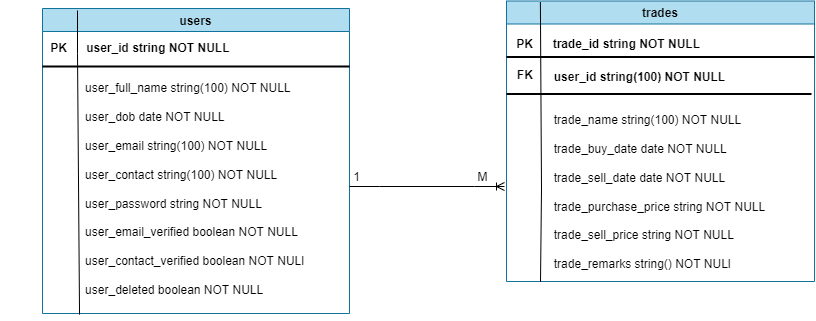 users
PK user_id string NOT NULL
user_full_name string(100) NOT NULL
user_dob date NOT NULL
user_email string(100) NOT NULL
user_contact string(100) NOT NULL
user_password string NOT NULL
user_email_verified boolean NOT NULL
user_contact_verified boolean NOT NULI
user_deleted boolean NOT NULL
1
M
trades
PK trade_id string NOT NULL
FK user_id string(100) NOT NULL
trade_name string(100) NOT NULL
trade_buy_date date NOT NULL
trade_sell_date date NOT NULL
trade_purchase_price string NOT NULL
trade_sell_price string NOT NULL
trade_remarks string() NOT NULI